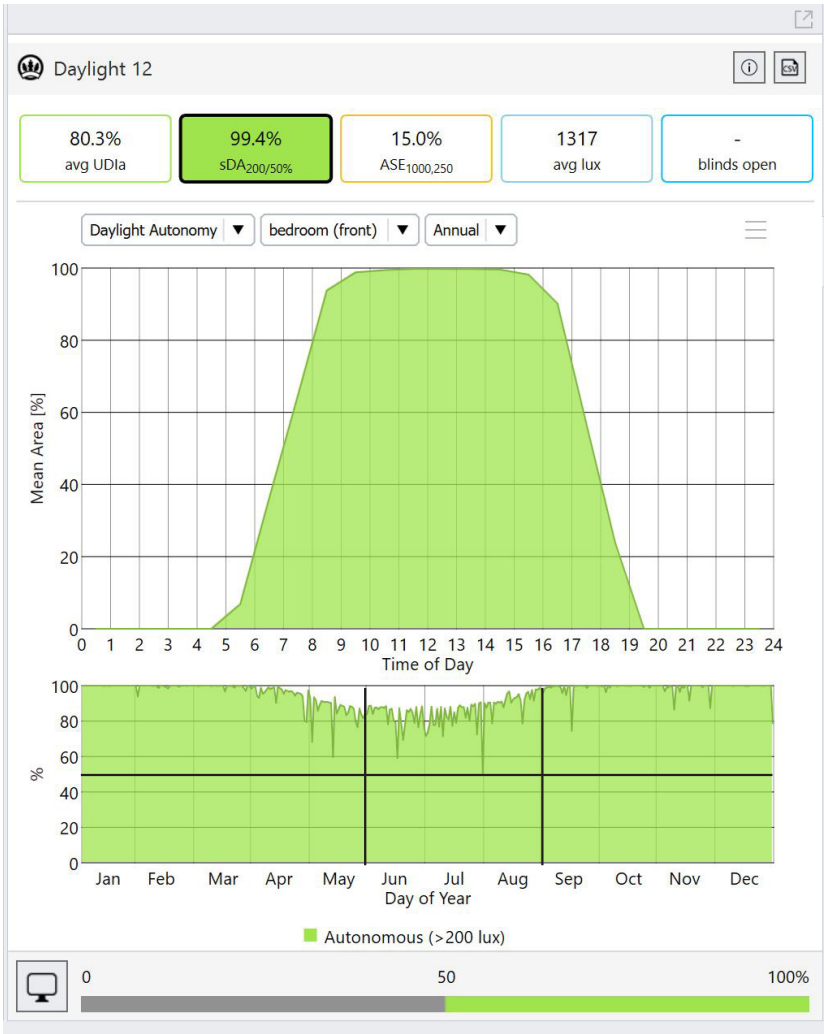 Daylight 12
CSV
80.3% 99.4% 15.0% 1317 -
avg UDIa sDA200/50% ASE1000,250 avg lux blinds open
Daylight Autonomy ▼ bedroom (front) ▼ Annual ▼
100
80
60
40
20
0
Mean Area [%]
0 1 2 3 4 5 6 7 8 9 10 11 12 13 14 15 16 17 18 19 20 21 22 23 24
Time of Day
100
80
60
40
20
0
%
Jan Feb Mar Apr May Jun Jul Aug Sep Oct Nov Dec
Day of Year
Autonomous (>200 lux)
0 50 100%